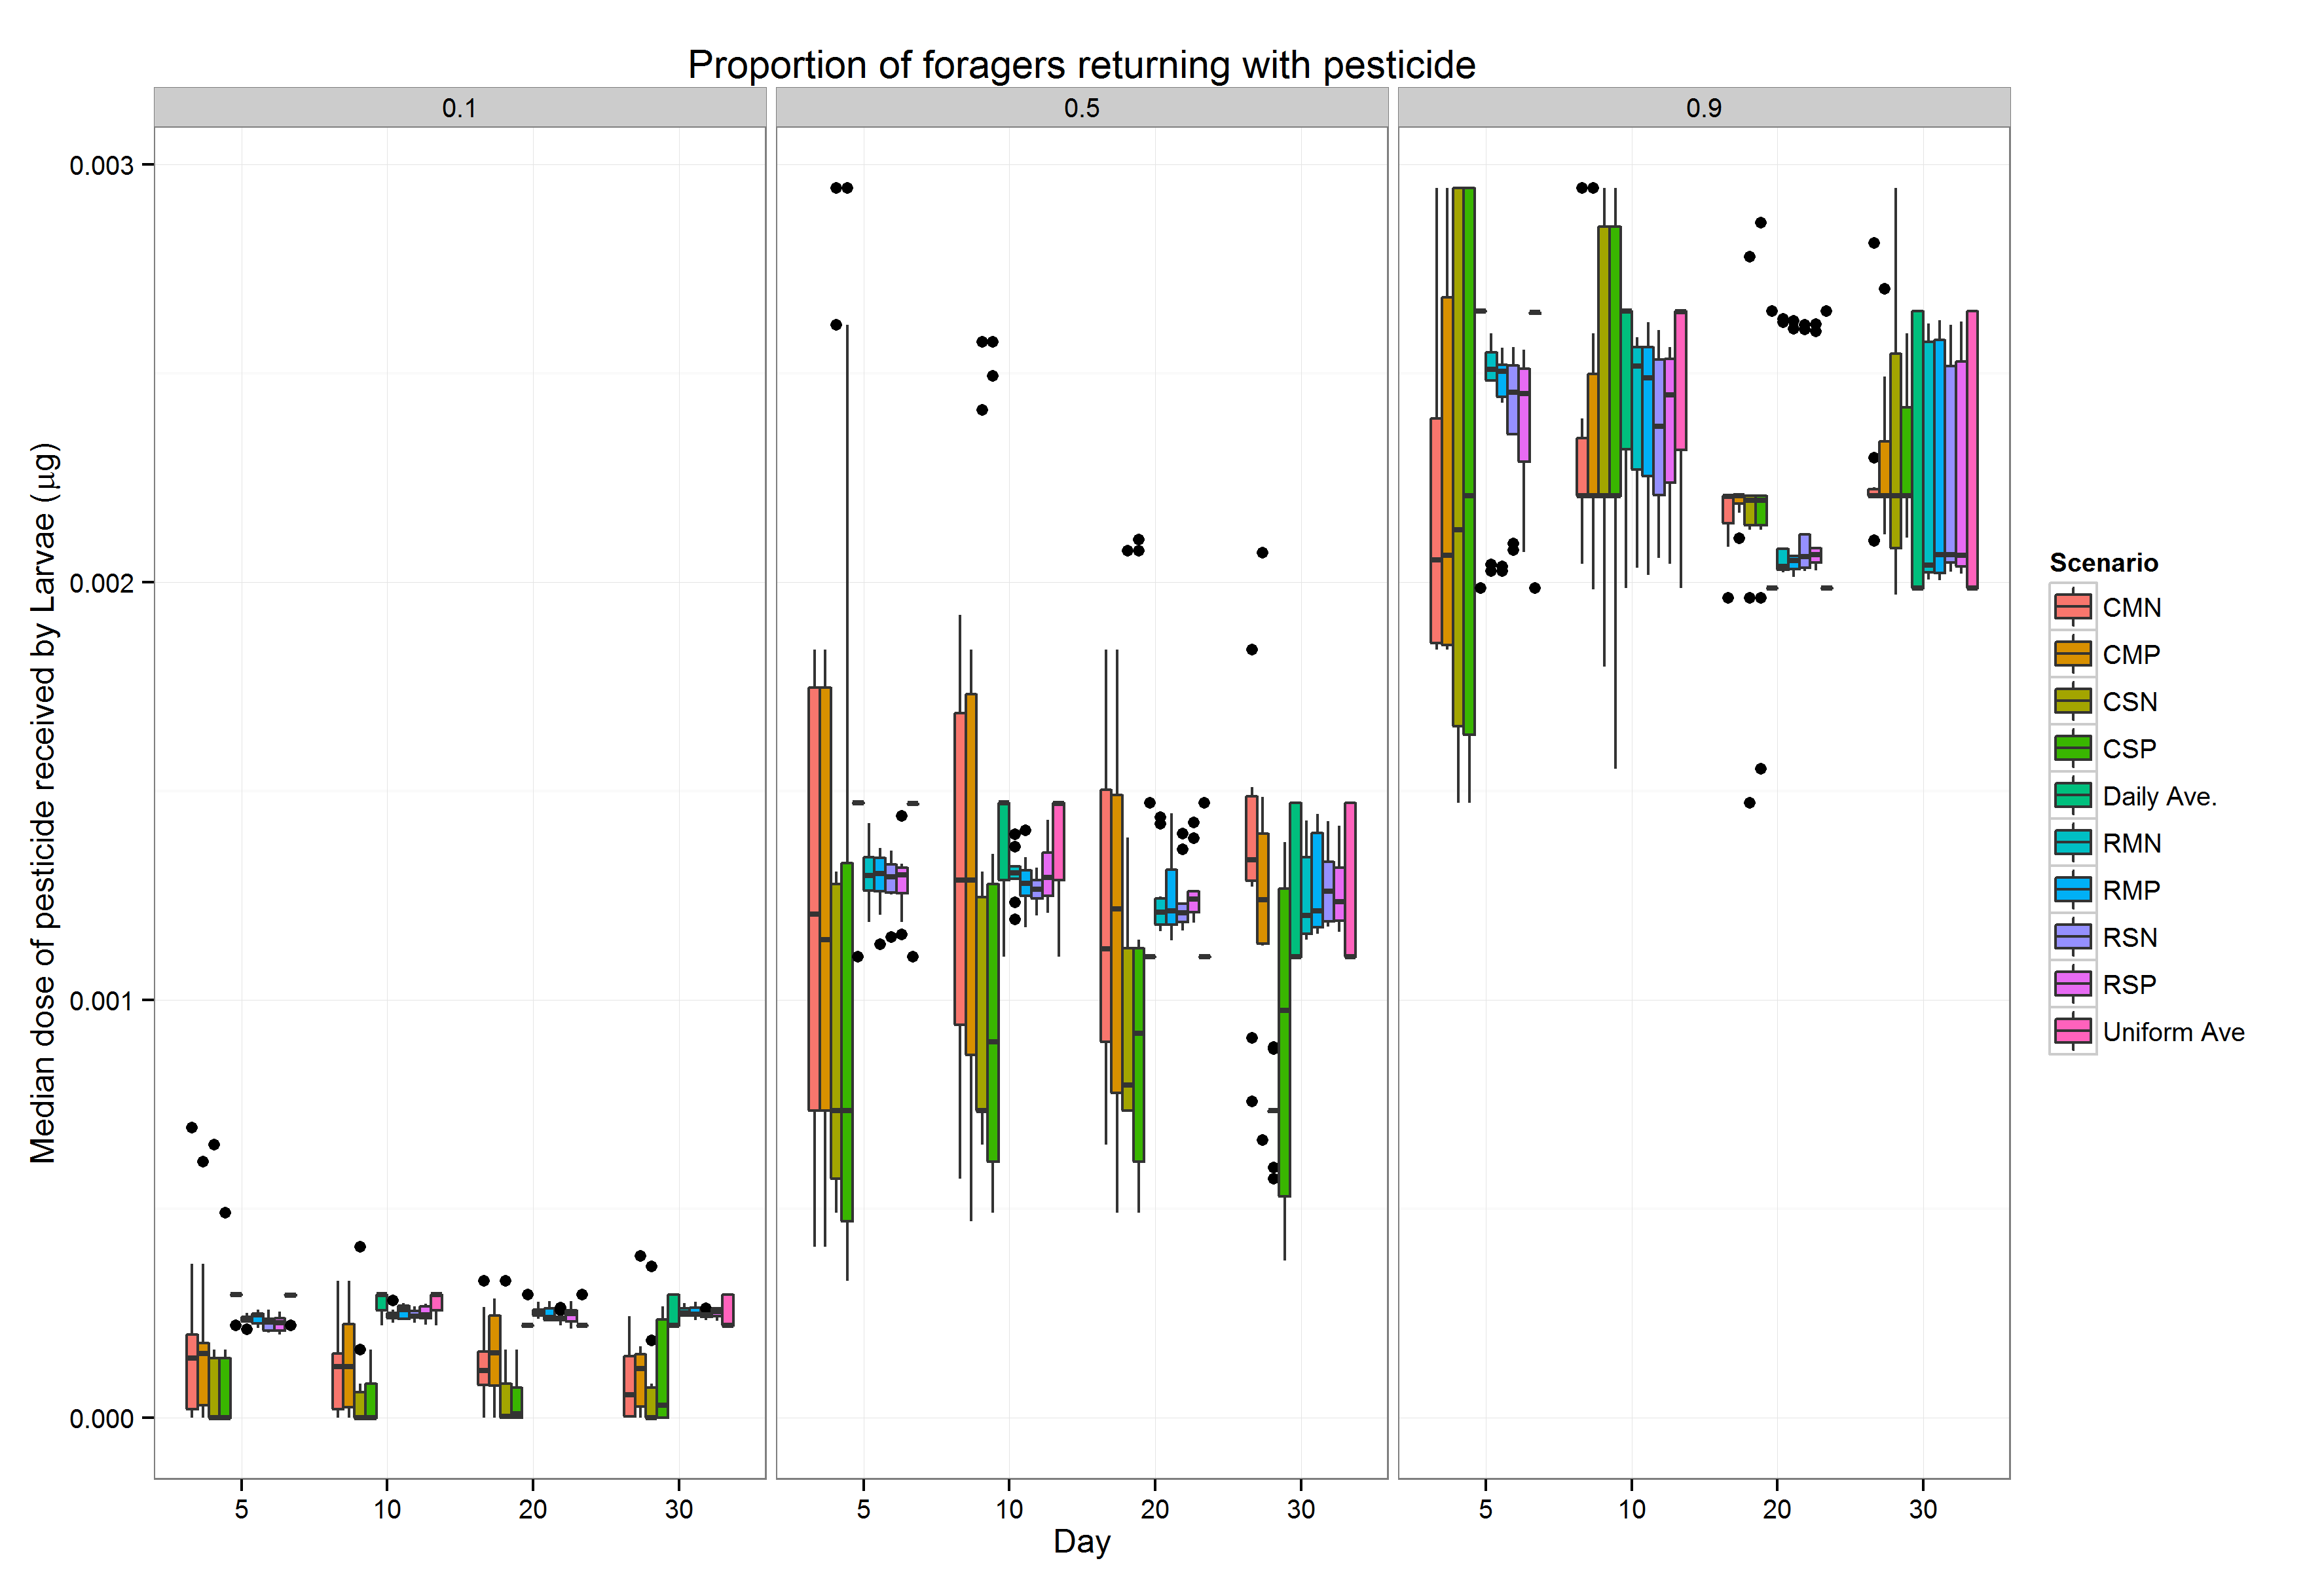 Proportion of foragers returning with pesticide
0.1 0.5 0.9
Median dose of pesticide received by Larvae (µg)
0.003
0.002
0.001
0.000
5 10 20 30 5 10 20 30 5 10 20 30
Day
Scenario
CMN
CMP
CSN
CSP
Daily Ave.
RMN
RMP
RSN
RSP
Uniform Ave